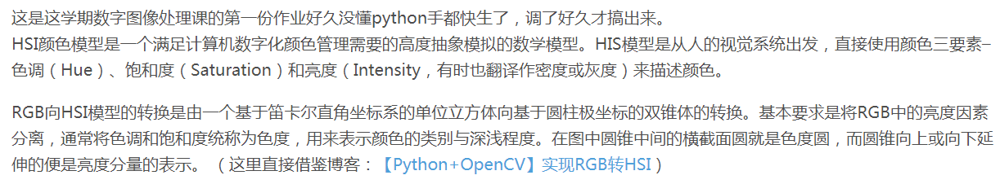 这是这学期数字图像处理课的第一份作业好久没懂python手都快生了，调了好久才搞出来。
HSI颜色模型是一个满足计算机数字化颜色管理需要的高度抽象模拟的数学模型。HIS模型是从人的视觉系统出发，直接使用颜色三要素–
色调（Hue）、饱和度（Saturation）和亮度（Intensity，有时也翻译作密度或灰度）来描述颜色。
RGB向HSI模型的转换是由一个基于笛卡尔直角坐标系的单位立方体向基于圆柱极坐标的双锥体的转换。基本要求是将RGB中的亮度因素
分离，通常将色调和饱和度统称为色度，用来表示颜色的类别与深浅程度。在图中圆锥中间的横截面圆就是色度圆，而圆锥向上或向下延
伸的便是亮度分量的表示。 （这里直接借鉴博客：【Python+OpenCV】实现RGB转HSI）